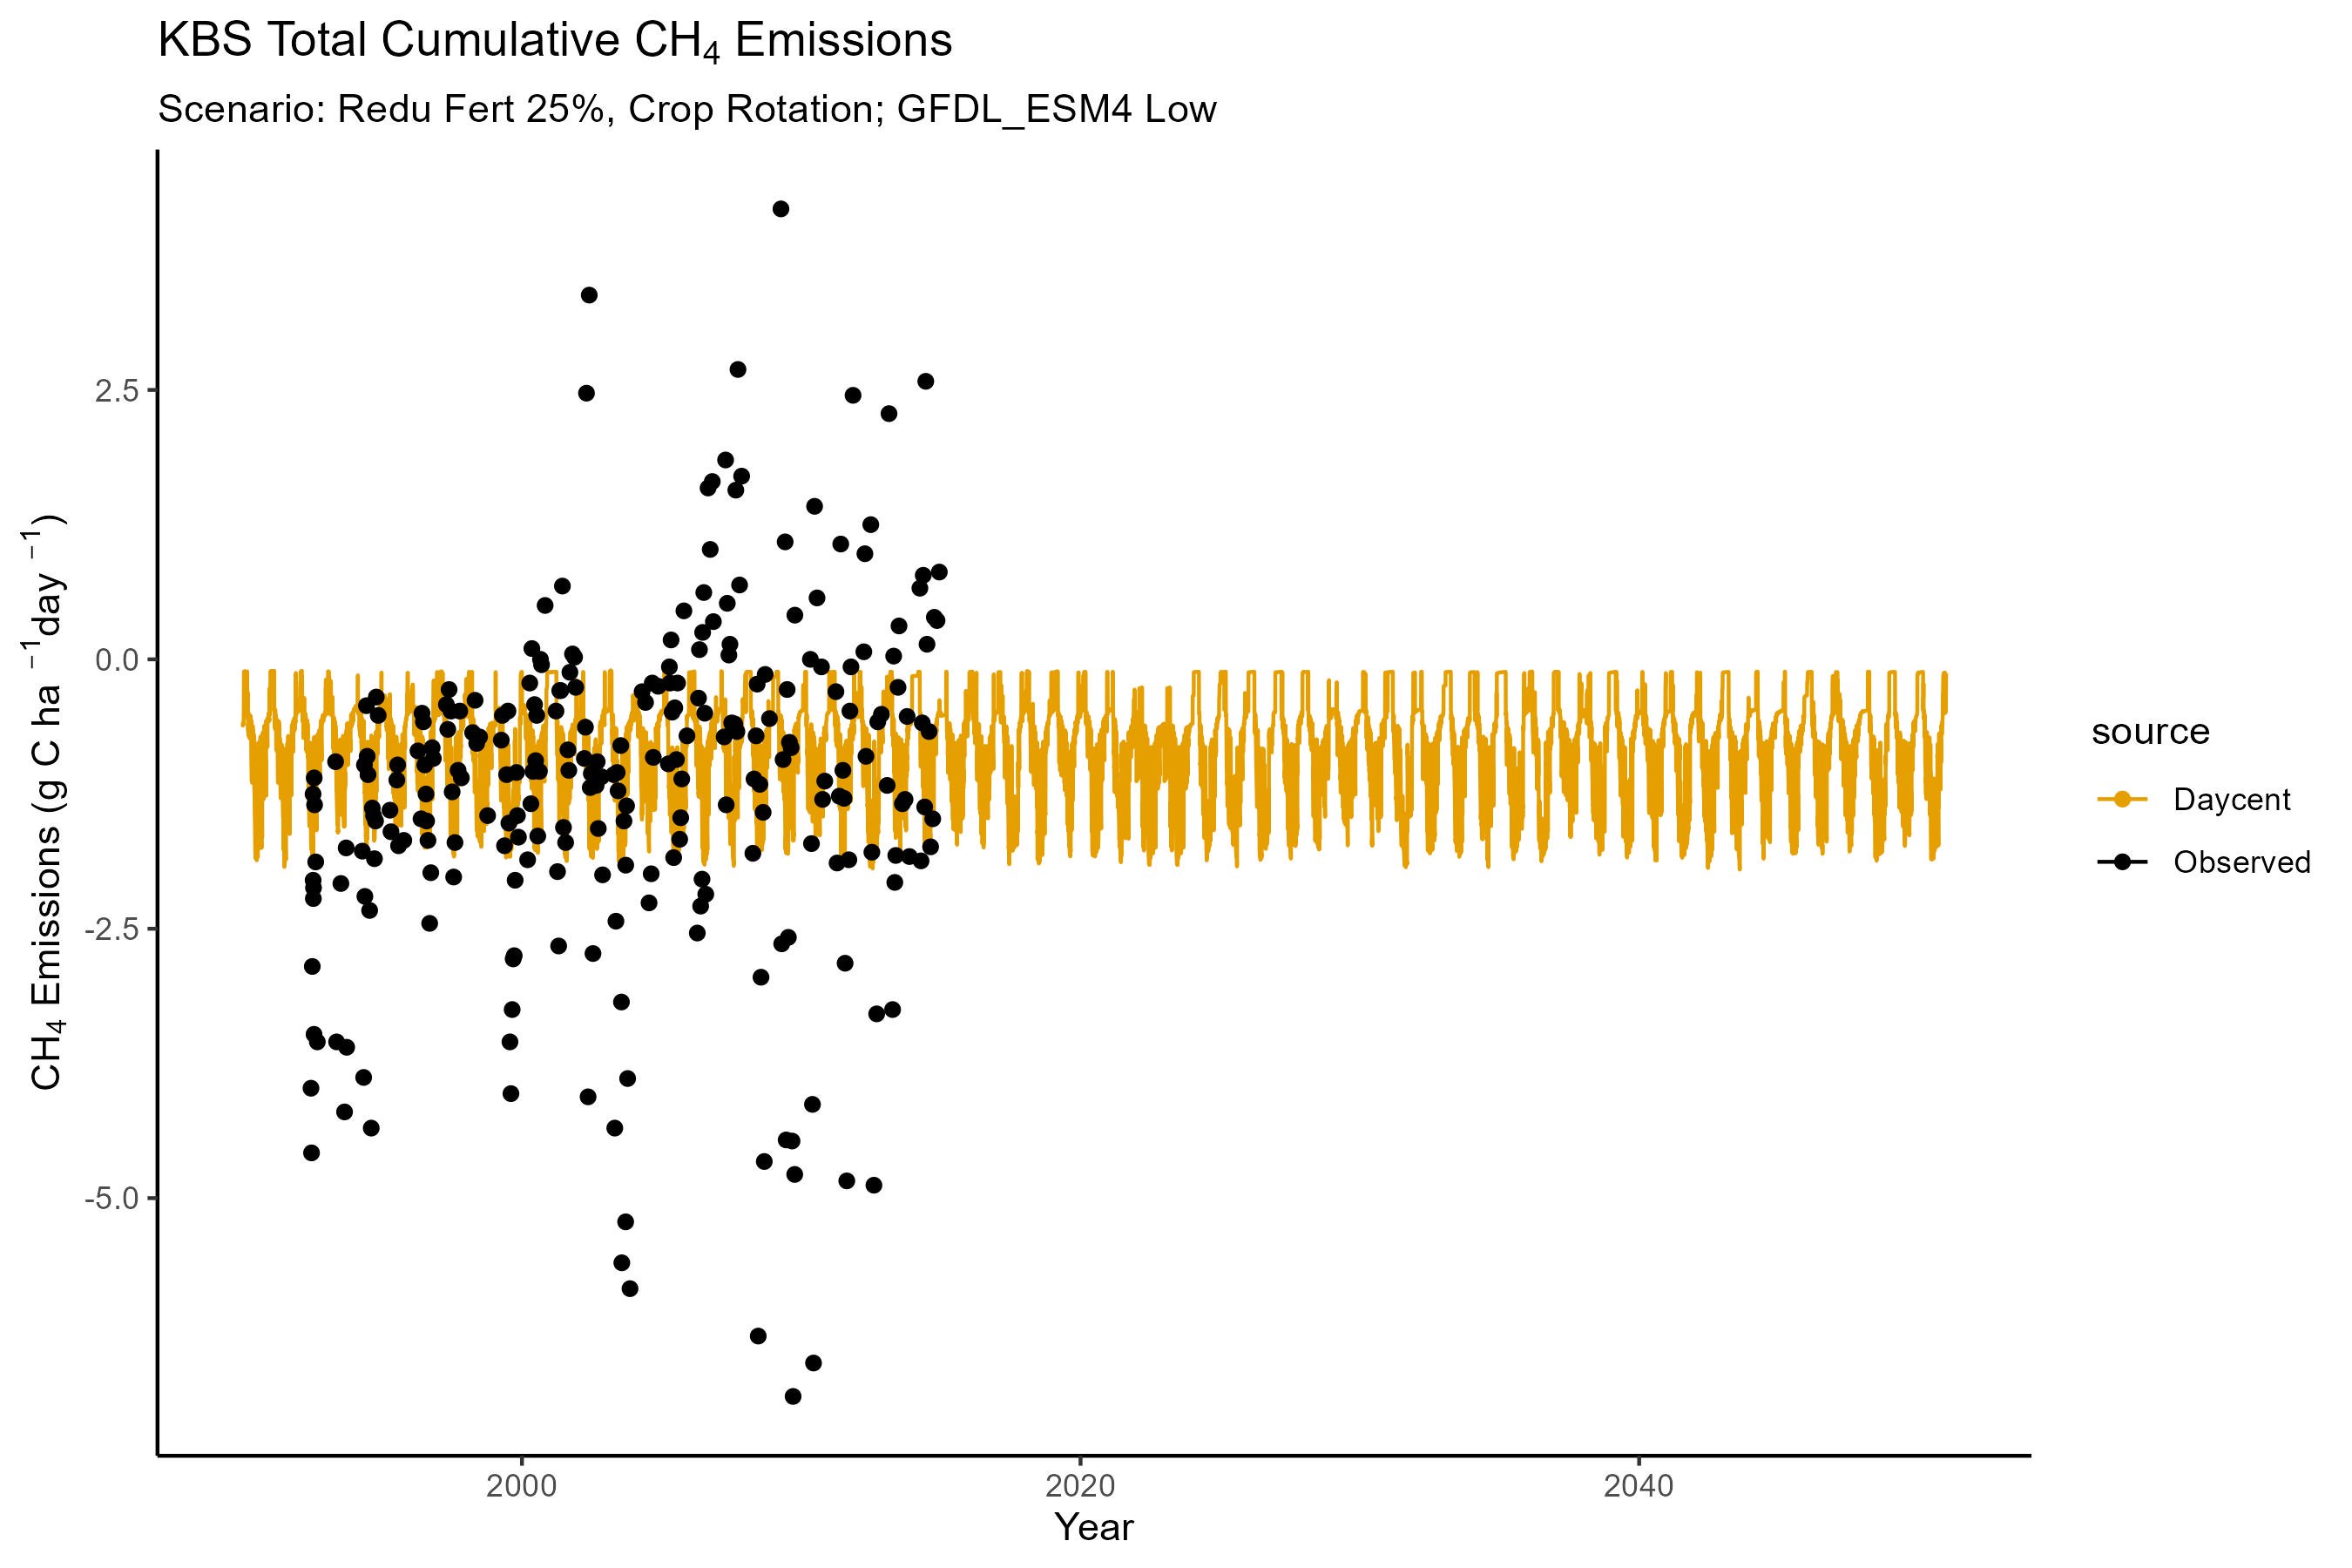 KBS Total Cumulative CH₄ Emissions
Scenario: Redu Fert 25%, Crop Rotation; GFDL_ESM4 Low
CH₄ Emissions (g C ha ⁻¹day ⁻¹)
2.5
0.0
-2.5
-5.0
2000
2020
2040
Year
source
Daycent
Observed